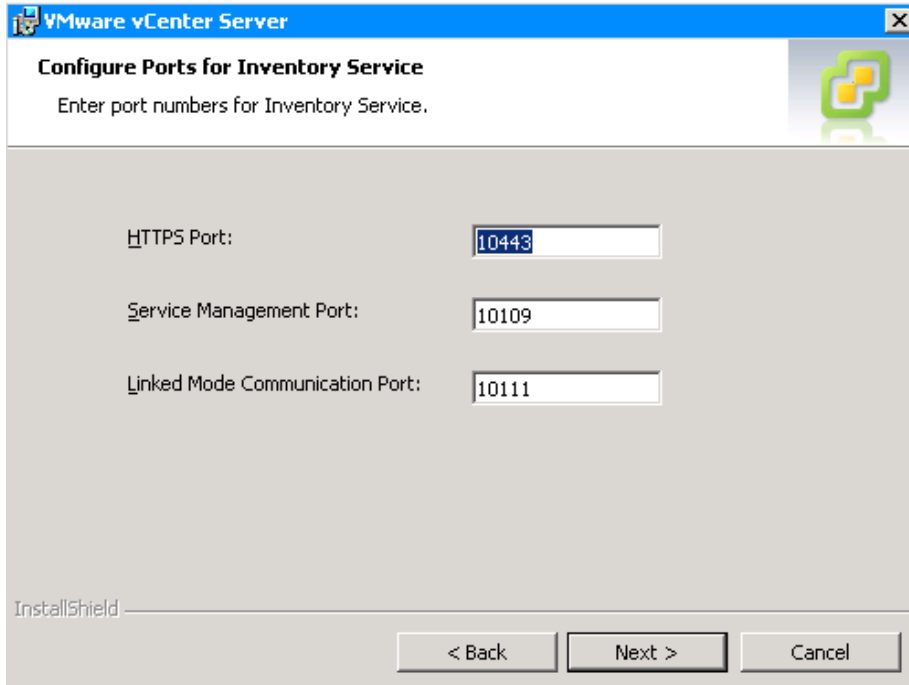 VMware vCenter Server
Configure Ports for Inventory Service
Enter port numbers for Inventory Service.
HTTPS Port: 10443
Service Management Port: 10109
Linked Mode Communication Port: 10111
InstallShield
< Back Next > Cancel